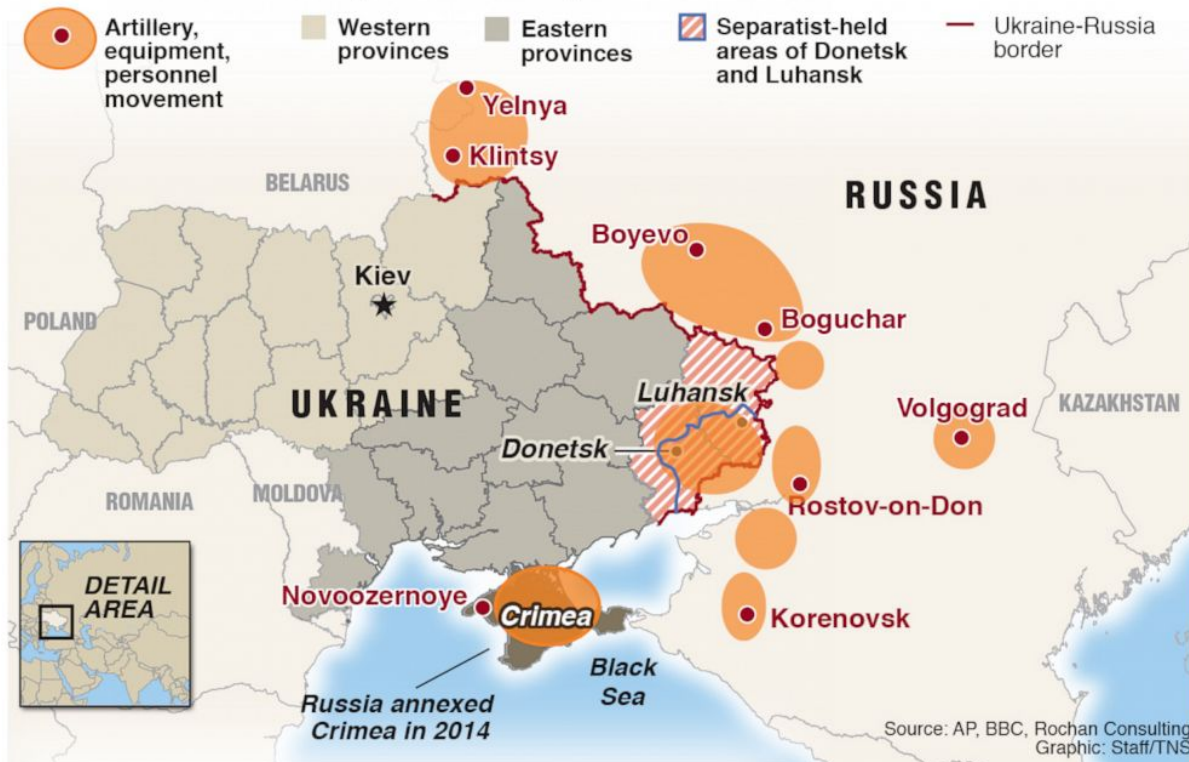 Artillery,
equipment,
personnel
movement
Western
provinces
Eastern
provinces
Separatist-held
areas of Donetsk
and Luhansk
Ukraine-Russia
border
Yelnya
Klintsy
BELARUS
RUSSIA
Boyevo
Kiev
POLAND
Boguchar
UKRAINE
Luhansk
Volgograd
KAZAKHSTAN
Donetsk
ROMANIA
MOLDOVA
Rostov-on-Don
DETAIL
AREA
Novoozernoye
Crimea
Korenovsk
Black
Sea
Russia annexed
Crimea in 2014
Source: AP, BBC, Rochan Consulting
Graphic: Staff/TNS